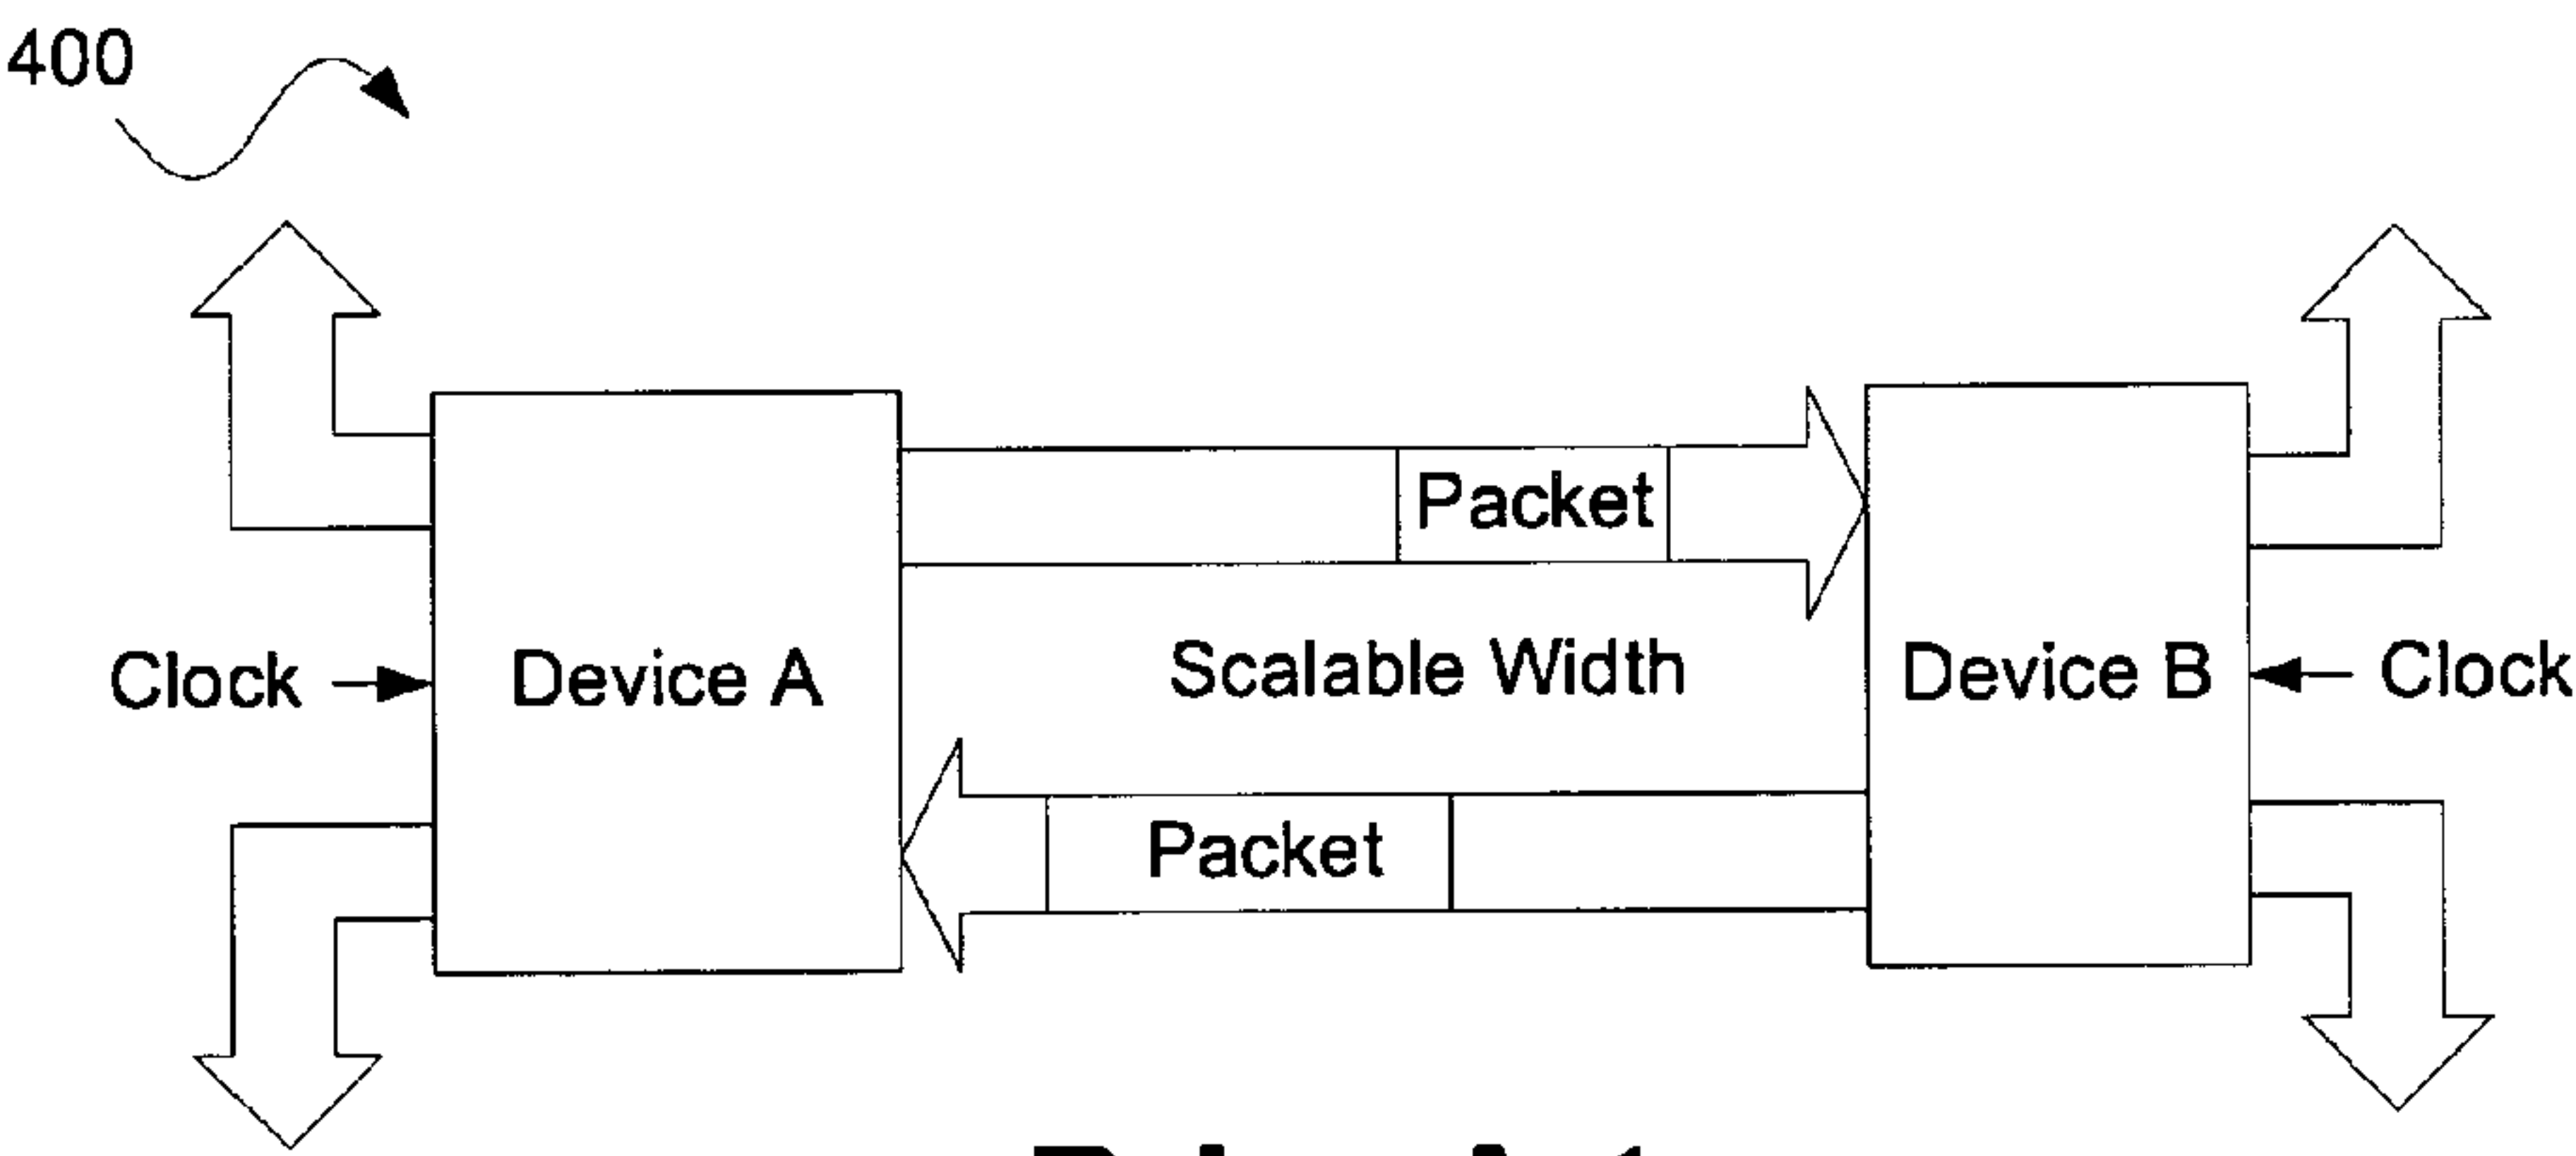 400
Packet
Clock
Device A
Scalable Width
Device B
Clock
Packet